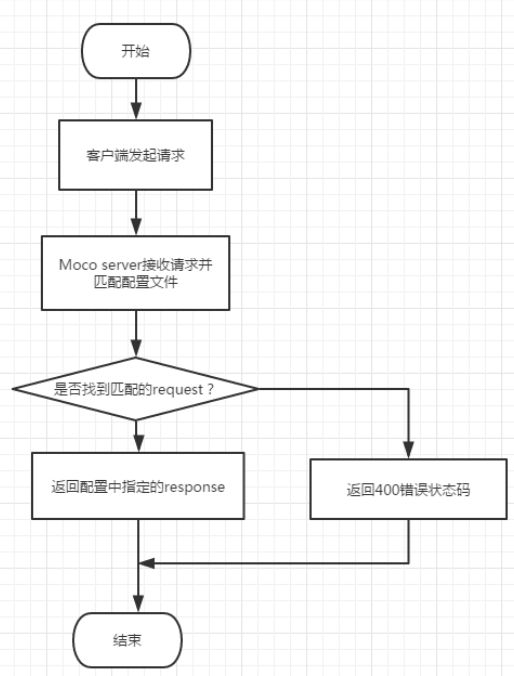 开始
客户端发起请求
Moco server接收请求并
匹配配置文件
是否找到匹配的request？
返回配置中指定的response
返回400错误状态码
结束